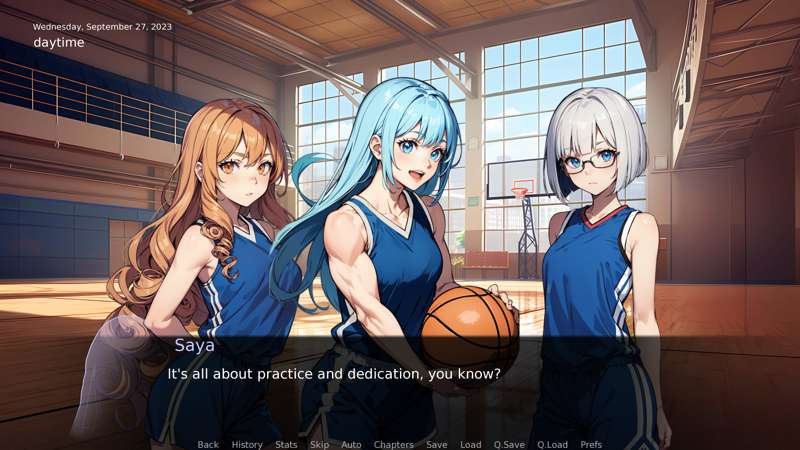 Wednesday, September 27, 2023
daytime
Saya
It's all about practice and dedication, you know?
Back History Stats Skip Auto Chapters Save Load Q.Save Q.Load Prefs